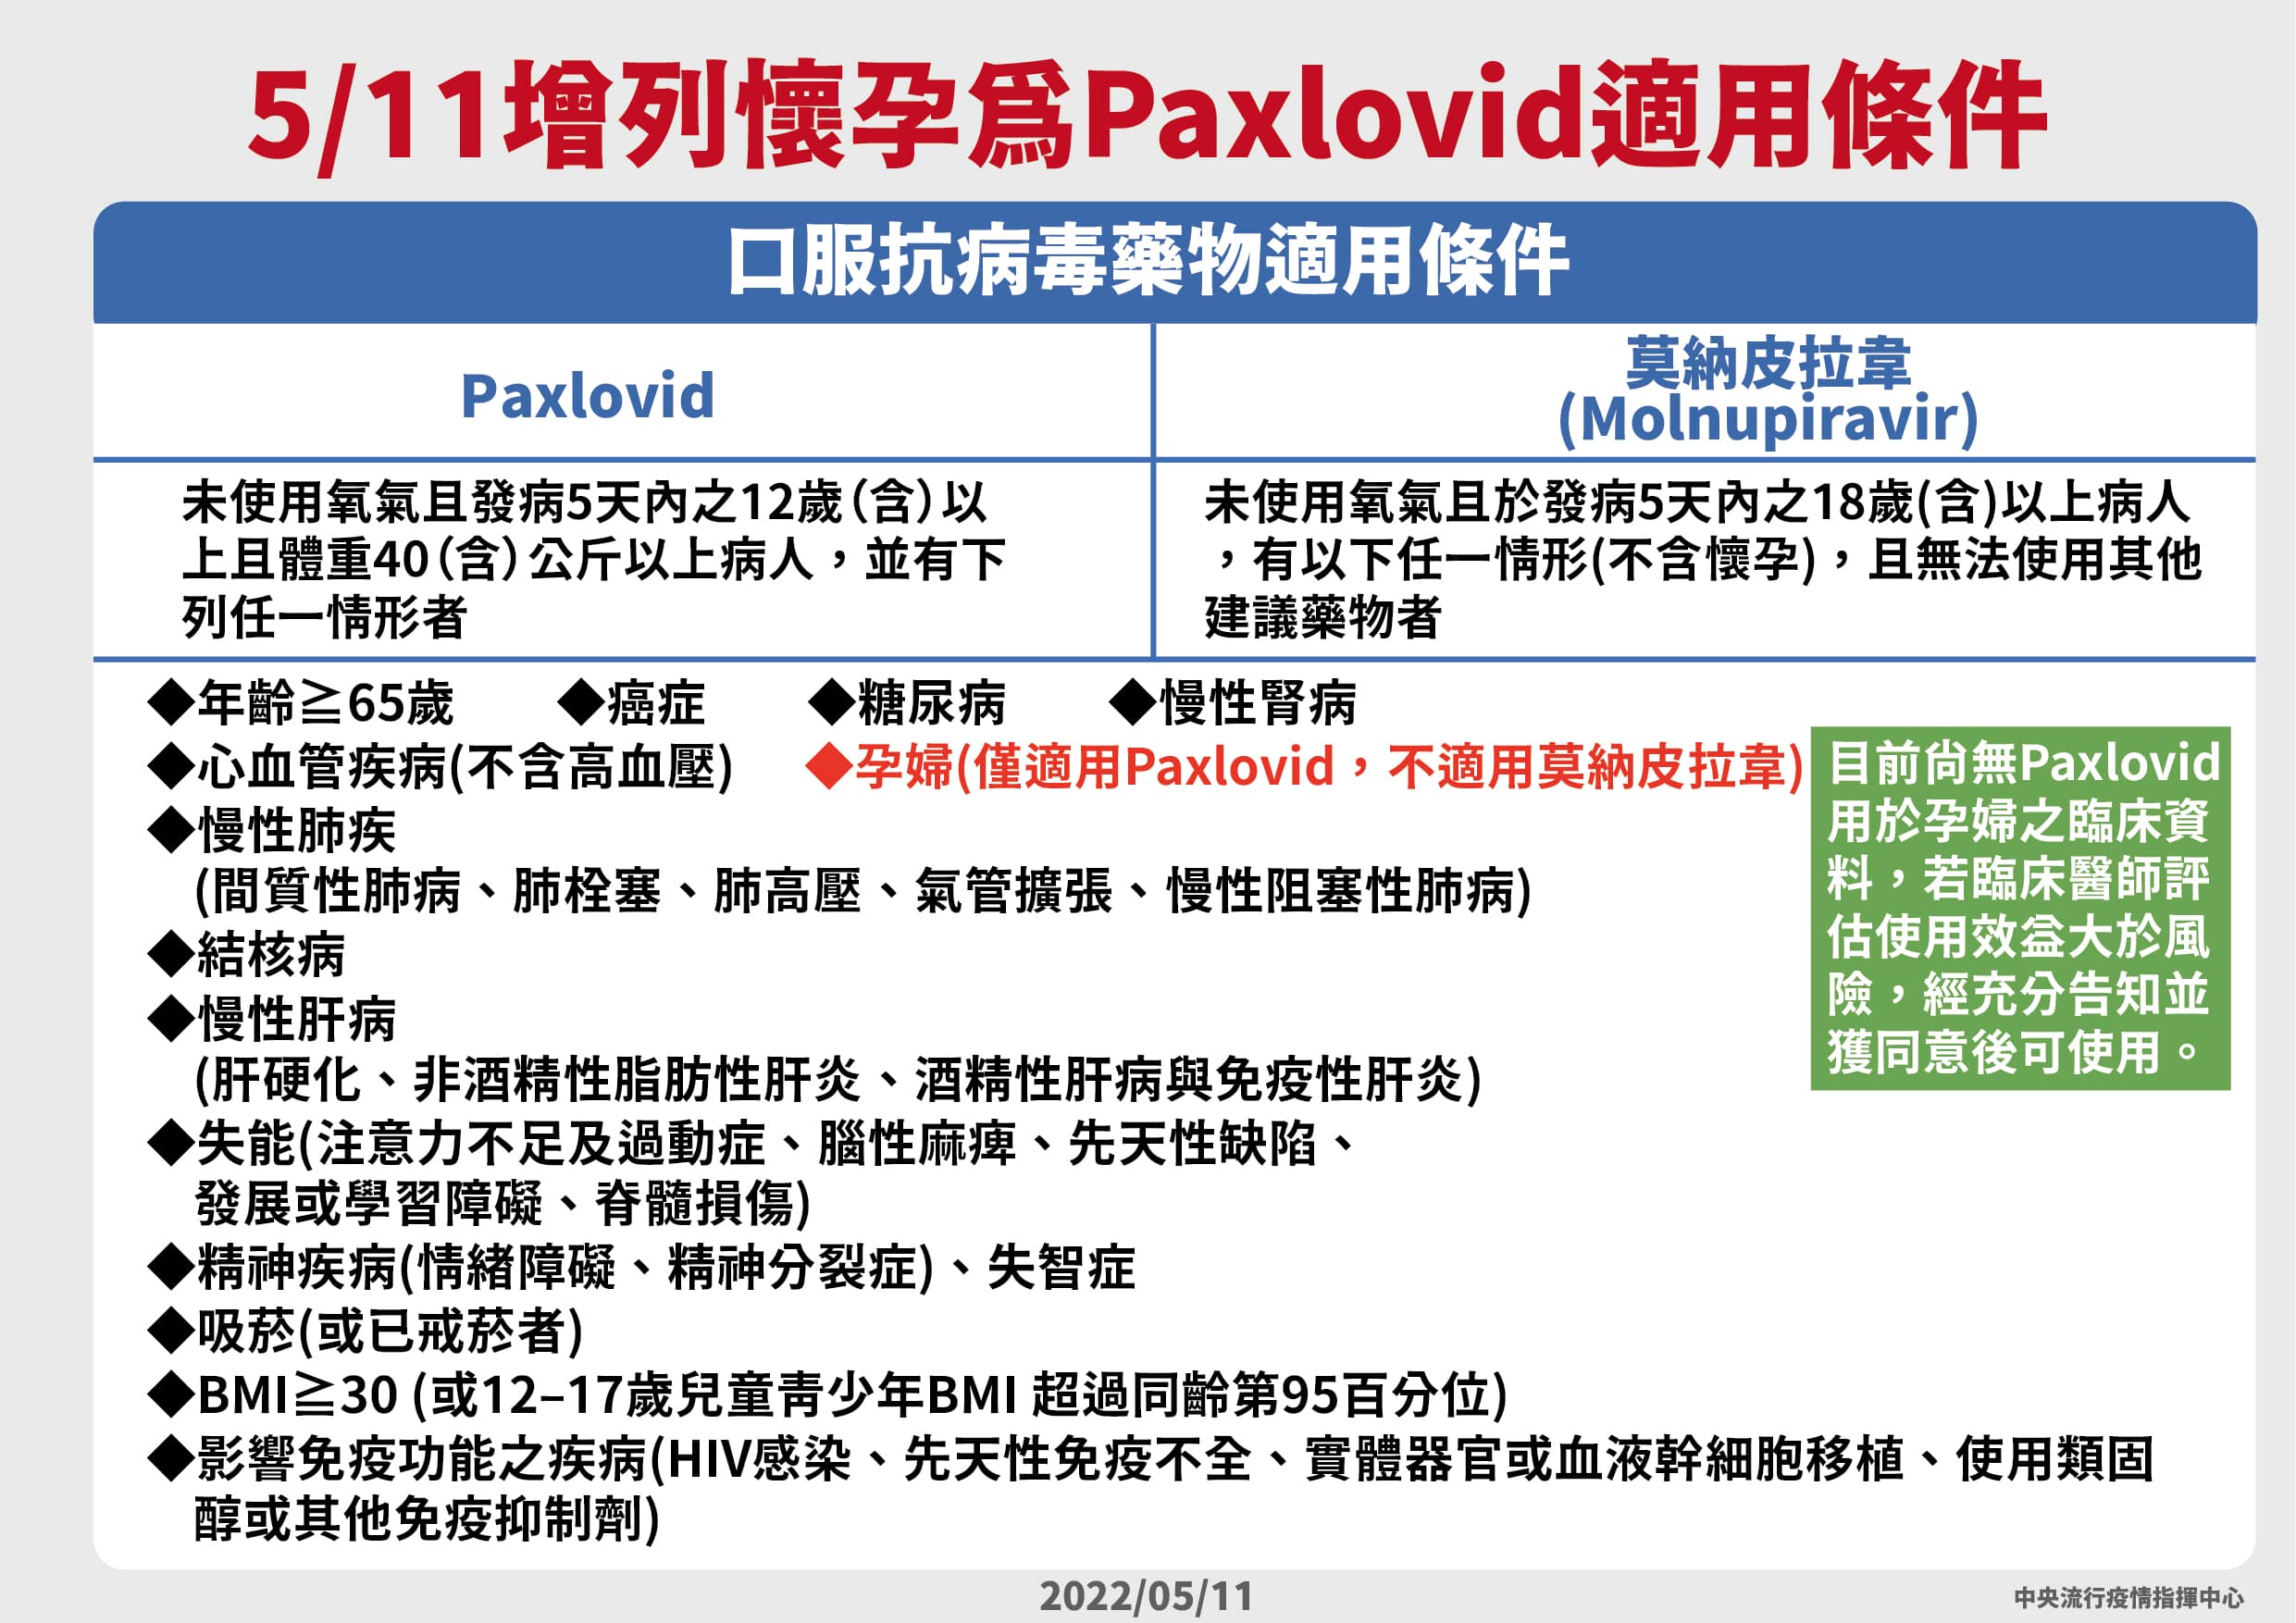 5/11增列懷孕為Paxlovid適用條件
口服抗病毒藥物適用條件
Paxlovid
莫納皮拉韋
(Molnupiravir)
未使用氧氣且發病5天內之12歲(含)以
上且體重40(含)公斤以上病人，並有下
列任一情形者
未使用氧氣且於發病5天內之18歲(含)以上病人
，有以下任一情形(不含懷孕)，且無法使用其他
建議藥物者
◆年齡≧65歲 ◆癌症 ◆糖尿病 ◆慢性腎病
◆心血管疾病(不含高血壓) ◆孕婦(僅適用Paxlovid，不適用莫納皮拉韋)
◆慢性肺疾
(間質性肺病、肺栓塞、肺高壓、氣管擴張、慢性阻塞性肺病)
◆結核病
◆慢性肝病
(肝硬化、非酒精性脂肪性肝炎、酒精性肝病與免疫性肝炎)
◆失能(注意力不足及過動症、腦性麻痺、先天性缺陷、
發展或學習障礙、脊髓損傷)
◆精神疾病(情緒障礙、精神分裂症)、失智症
◆吸菸(或已戒菸者)
◆BMI≧30 (或12–17歲兒童青少年BMI 超過同齡第95百分位)
◆影響免疫功能之疾病(HIV感染、先天性免疫不全、實體器官或血液幹細胞移植、使用類固
醇或其他免疫抑制劑)
目前尚無Paxlovid
用於孕婦之臨床資
料，若臨床醫師評
估使用效益大於風
險，經充分告知並
獲同意後可使用。
2022/05/11
中央流行疫情指揮中心